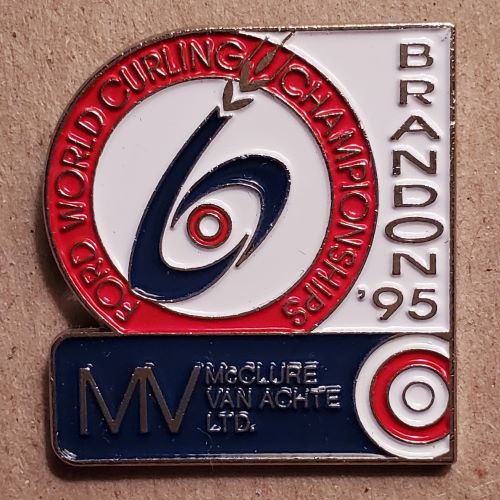 FORD WORLD CURLING CHAMPIONSHIPS
BRANDON '95
MV
McCLURE
VAN ACHTE
LTD.